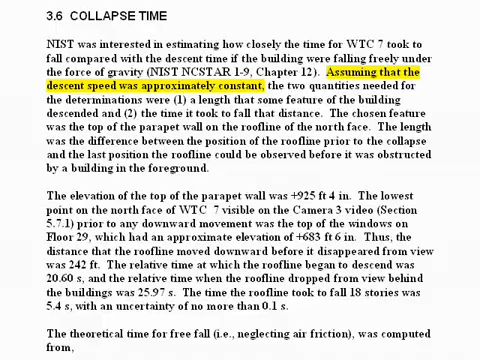 3.6 COLLAPSE TIME
NIST was interested in estimating how closely the time for WTC 7 took to
fall compared with the descent time if the building were falling freely under
the force of gravity (NIST NCSTAR 1-9, Chapter 12). Assuming that the
descent speed was approximately constant, the two quantities needed for
the determinations were (1) a length that some feature of the building
descended and (2) the time it took to fall that distance. The chosen feature
was the top of the parapet wall on the roofline of the north face. The length
was the difference between the position of the roofline prior to the collapse
and the last position the roofline could be observed before it was obstructed
by a building in the foreground.
The elevation of the top of the parapet wall was +925 ft 4 in. The lowest
point on the north face of WTC 7 visible on the Camera 3 video (Section
5.7.1) prior to any downward movement was the top of the windows on
Floor 29, which had an approximate elevation of +683 ft 6 in. Thus, the
distance that the roofline moved downward before it disappeared from view
was 242 ft. The relative time at which the roofline began to descend was
20.60 s, and the relative time when the roofline dropped from view behind
the buildings was 25.97 s. The time the roofline took to fall 18 stories was
5.4 s, with an uncertainty of no more than 0.1 s.
The theoretical time for free fall (i.e., neglecting air friction), was computed
from,